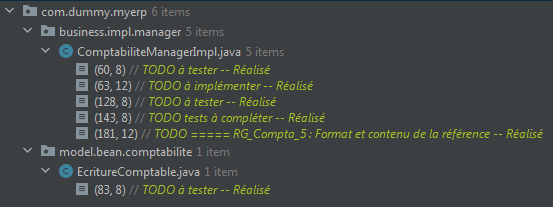 com.dummy.myerp 6 items
business.impl.manager 5 items
ComptabiliteManagerImpl.java 5 items
(60, 8) // TODO à tester -- Réalisé
(63, 12) // TODO à implémenter -- Réalisé
(128, 8) // TODO à tester -- Réalisé
(143, 8) // TODO tests à compléter -- Réalisé
(181, 12) // TODO ===== RG_Compta_5 : Format et contenu de la référence -- Réalisé
model.bean.comptabilite 1 item
EcritureComptable.java 1 item
(83, 8) // TODO à tester -- Réalisé